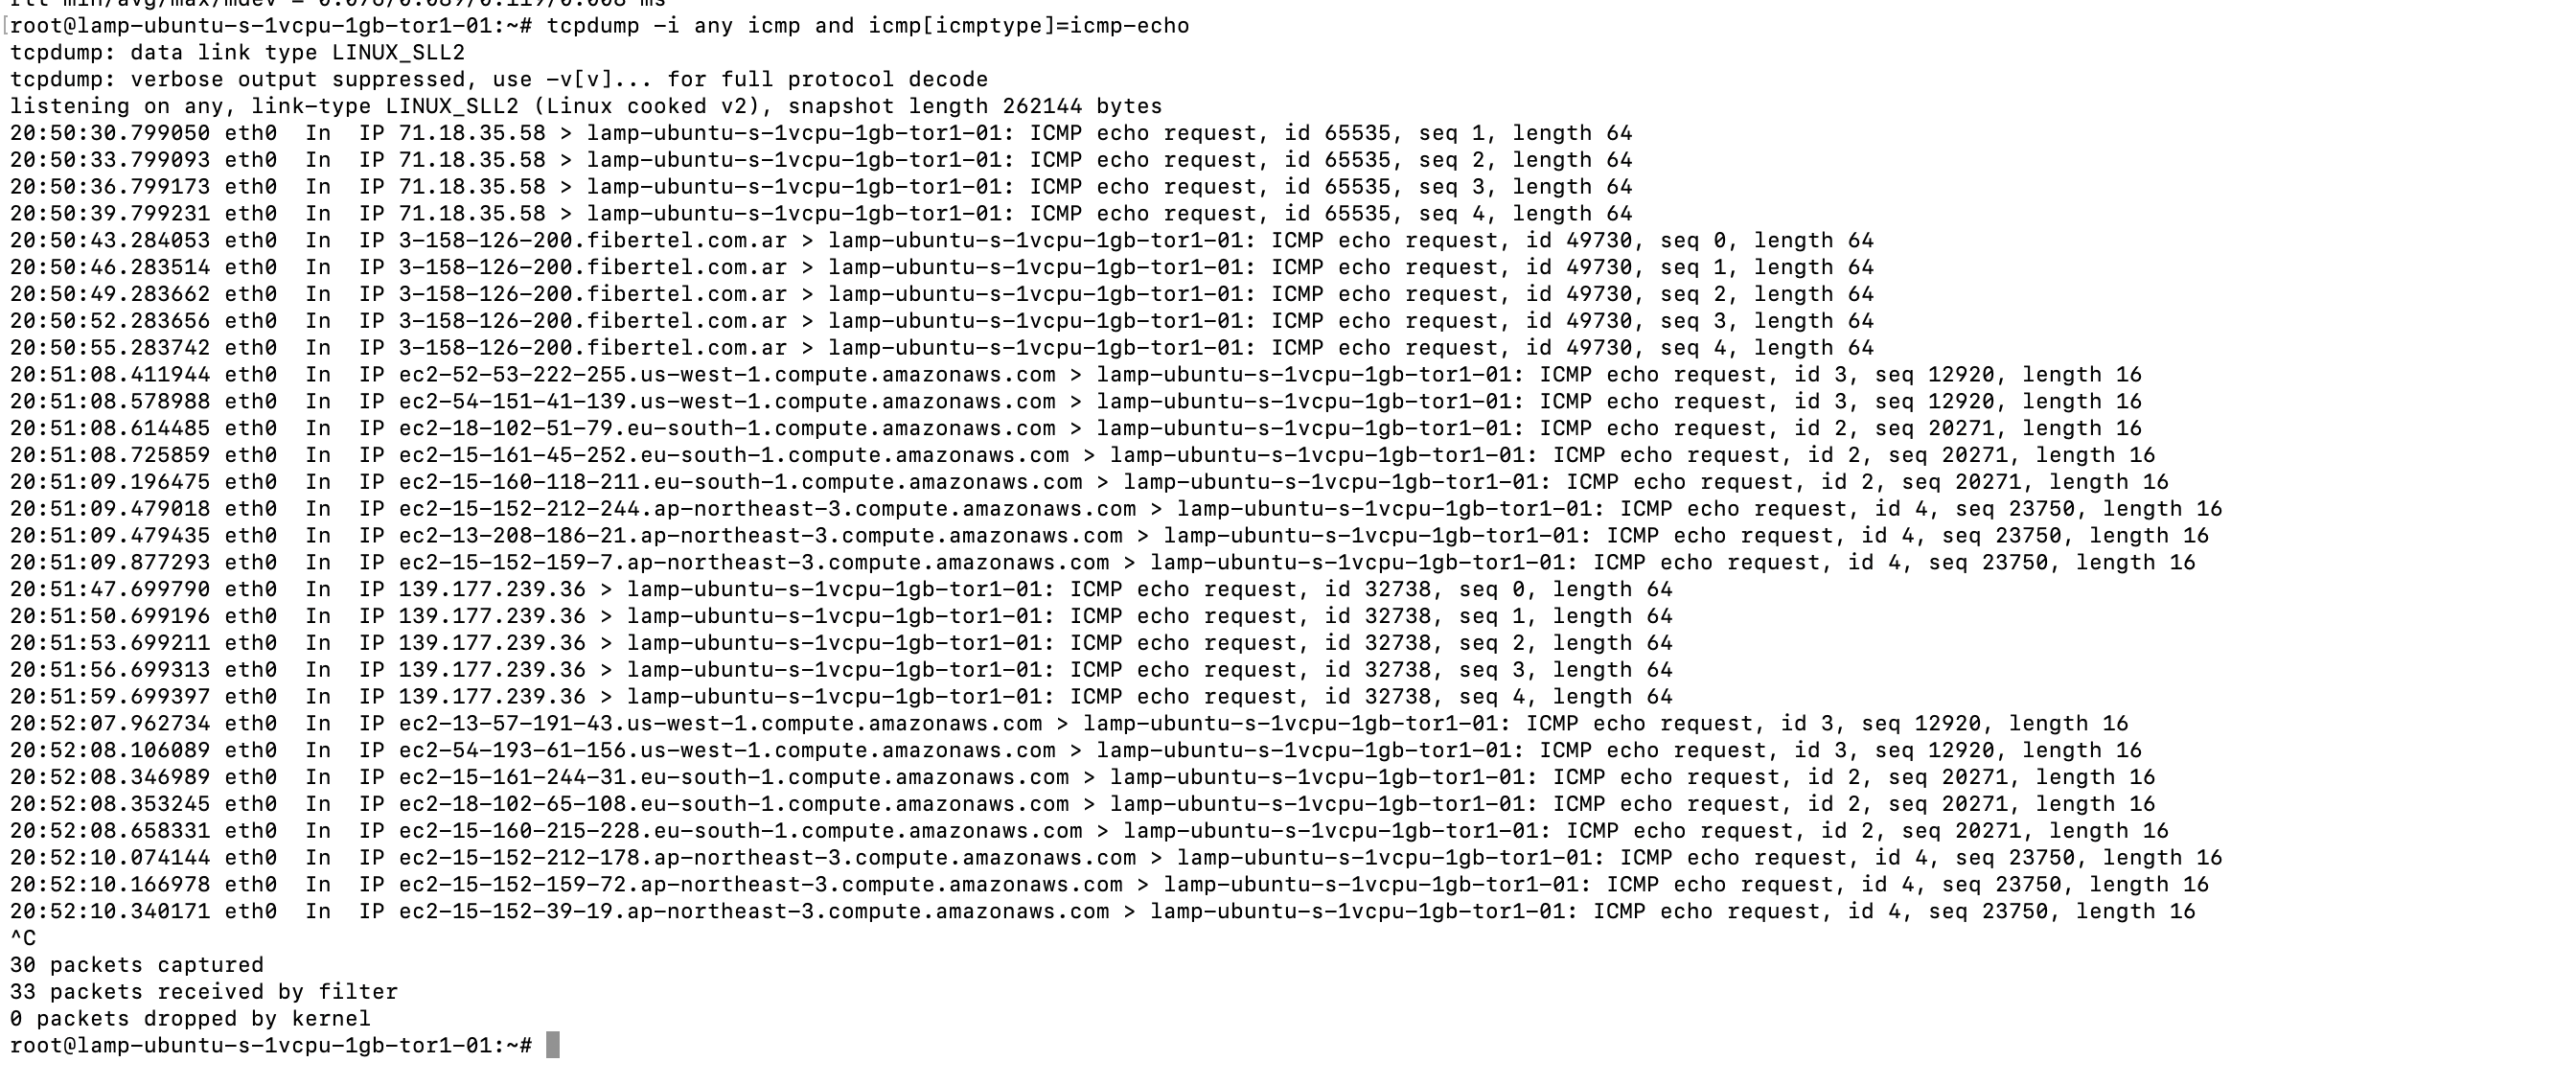 rtt min/avg/max/mdev = 0.076/0.089/0.119/0.008 ms
[root@lamp-ubuntu-s-1vcpu-1gb-tor1-01:~# tcpdump -i any icmp and icmp[icmptype]=icmp-echo
tcpdump: data link type LINUX_SLL2
tcpdump: verbose output suppressed, use -v[v]... for full protocol decode
listening on any, link-type LINUX_SLL2 (Linux cooked v2), snapshot length 262144 bytes
20:50:30.799050 eth0  In  IP 71.18.35.58 > lamp-ubuntu-s-1vcpu-1gb-tor1-01: ICMP echo request, id 65535, seq 1, length 64
20:50:33.799093 eth0  In  IP 71.18.35.58 > lamp-ubuntu-s-1vcpu-1gb-tor1-01: ICMP echo request, id 65535, seq 2, length 64
20:50:36.799173 eth0  In  IP 71.18.35.58 > lamp-ubuntu-s-1vcpu-1gb-tor1-01: ICMP echo request, id 65535, seq 3, length 64
20:50:39.799231 eth0  In  IP 71.18.35.58 > lamp-ubuntu-s-1vcpu-1gb-tor1-01: ICMP echo request, id 65535, seq 4, length 64
20:50:43.284053 eth0  In  IP 3-158-126-200.fibertel.com.ar > lamp-ubuntu-s-1vcpu-1gb-tor1-01: ICMP echo request, id 49730, seq 0, length 64
20:50:46.283514 eth0  In  IP 3-158-126-200.fibertel.com.ar > lamp-ubuntu-s-1vcpu-1gb-tor1-01: ICMP echo request, id 49730, seq 1, length 64
20:50:49.283662 eth0  In  IP 3-158-126-200.fibertel.com.ar > lamp-ubuntu-s-1vcpu-1gb-tor1-01: ICMP echo request, id 49730, seq 2, length 64
20:50:52.283656 eth0  In  IP 3-158-126-200.fibertel.com.ar > lamp-ubuntu-s-1vcpu-1gb-tor1-01: ICMP echo request, id 49730, seq 3, length 64
20:50:55.283742 eth0  In  IP 3-158-126-200.fibertel.com.ar > lamp-ubuntu-s-1vcpu-1gb-tor1-01: ICMP echo request, id 49730, seq 4, length 64
20:51:08.411944 eth0  In  IP ec2-52-53-222-255.us-west-1.compute.amazonaws.com > lamp-ubuntu-s-1vcpu-1gb-tor1-01: ICMP echo request, id 3, seq 12920, length 16
20:51:08.578988 eth0  In  IP ec2-54-151-41-139.us-west-1.compute.amazonaws.com > lamp-ubuntu-s-1vcpu-1gb-tor1-01: ICMP echo request, id 3, seq 12920, length 16
20:51:08.614485 eth0  In  IP ec2-18-102-51-79.eu-south-1.compute.amazonaws.com > lamp-ubuntu-s-1vcpu-1gb-tor1-01: ICMP echo request, id 2, seq 20271, length 16
20:51:08.725859 eth0  In  IP ec2-15-161-45-252.eu-south-1.compute.amazonaws.com > lamp-ubuntu-s-1vcpu-1gb-tor1-01: ICMP echo request, id 2, seq 20271, length 16
20:51:09.196475 eth0  In  IP ec2-15-160-118-211.eu-south-1.compute.amazonaws.com > lamp-ubuntu-s-1vcpu-1gb-tor1-01: ICMP echo request, id 2, seq 20271, length 16
20:51:09.479018 eth0  In  IP ec2-15-152-212-244.ap-northeast-3.compute.amazonaws.com > lamp-ubuntu-s-1vcpu-1gb-tor1-01: ICMP echo request, id 4, seq 23750, length 16
20:51:09.479435 eth0  In  IP ec2-13-208-186-21.ap-northeast-3.compute.amazonaws.com > lamp-ubuntu-s-1vcpu-1gb-tor1-01: ICMP echo request, id 4, seq 23750, length 16
20:51:09.877293 eth0  In  IP ec2-15-152-159-7.ap-northeast-3.compute.amazonaws.com > lamp-ubuntu-s-1vcpu-1gb-tor1-01: ICMP echo request, id 4, seq 23750, length 16
20:51:47.699790 eth0  In  IP 139.177.239.36 > lamp-ubuntu-s-1vcpu-1gb-tor1-01: ICMP echo request, id 32738, seq 0, length 64
20:51:50.699196 eth0  In  IP 139.177.239.36 > lamp-ubuntu-s-1vcpu-1gb-tor1-01: ICMP echo request, id 32738, seq 1, length 64
20:51:53.699211 eth0  In  IP 139.177.239.36 > lamp-ubuntu-s-1vcpu-1gb-tor1-01: ICMP echo request, id 32738, seq 2, length 64
20:51:56.699313 eth0  In  IP 139.177.239.36 > lamp-ubuntu-s-1vcpu-1gb-tor1-01: ICMP echo request, id 32738, seq 3, length 64
20:51:59.699397 eth0  In  IP 139.177.239.36 > lamp-ubuntu-s-1vcpu-1gb-tor1-01: ICMP echo request, id 32738, seq 4, length 64
20:52:07.962734 eth0  In  IP ec2-13-57-191-43.us-west-1.compute.amazonaws.com > lamp-ubuntu-s-1vcpu-1gb-tor1-01: ICMP echo request, id 3, seq 12920, length 16
20:52:08.106089 eth0  In  IP ec2-54-193-61-156.us-west-1.compute.amazonaws.com > lamp-ubuntu-s-1vcpu-1gb-tor1-01: ICMP echo request, id 3, seq 12920, length 16
20:52:08.346989 eth0  In  IP ec2-15-161-244-31.eu-south-1.compute.amazonaws.com > lamp-ubuntu-s-1vcpu-1gb-tor1-01: ICMP echo request, id 2, seq 20271, length 16
20:52:08.353245 eth0  In  IP ec2-18-102-65-108.eu-south-1.compute.amazonaws.com > lamp-ubuntu-s-1vcpu-1gb-tor1-01: ICMP echo request, id 2, seq 20271, length 16
20:52:08.658331 eth0  In  IP ec2-15-160-215-228.eu-south-1.compute.amazonaws.com > lamp-ubuntu-s-1vcpu-1gb-tor1-01: ICMP echo request, id 2, seq 20271, length 16
20:52:10.074144 eth0  In  IP ec2-15-152-212-178.ap-northeast-3.compute.amazonaws.com > lamp-ubuntu-s-1vcpu-1gb-tor1-01: ICMP echo request, id 4, seq 23750, length 16
20:52:10.166978 eth0  In  IP ec2-15-152-159-72.ap-northeast-3.compute.amazonaws.com > lamp-ubuntu-s-1vcpu-1gb-tor1-01: ICMP echo request, id 4, seq 23750, length 16
20:52:10.340171 eth0  In  IP ec2-15-152-39-19.ap-northeast-3.compute.amazonaws.com > lamp-ubuntu-s-1vcpu-1gb-tor1-01: ICMP echo request, id 4, seq 23750, length 16
^C
30 packets captured
33 packets received by filter
0 packets dropped by kernel
root@lamp-ubuntu-s-1vcpu-1gb-tor1-01:~#